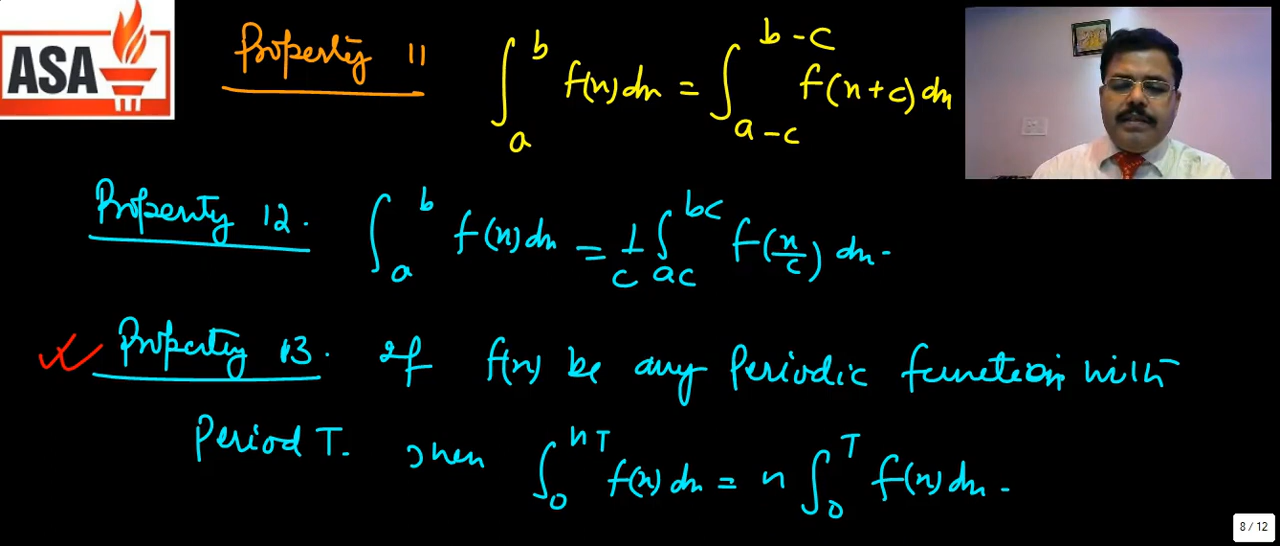 ASA
Property 11 ∫_a^b f(x)dx = ∫_{a-c}^{b-c} f(x+c)dx
Property 12. ∫_a^b f(x)dx = 1/c ∫_{ac}^{bc} f(x/c) dx.
Property 13. If f(x) be any Periodic function with
Period T. Then ∫_0^{nT} f(x)dx = n ∫_0^T f(x)dx.
8 / 12